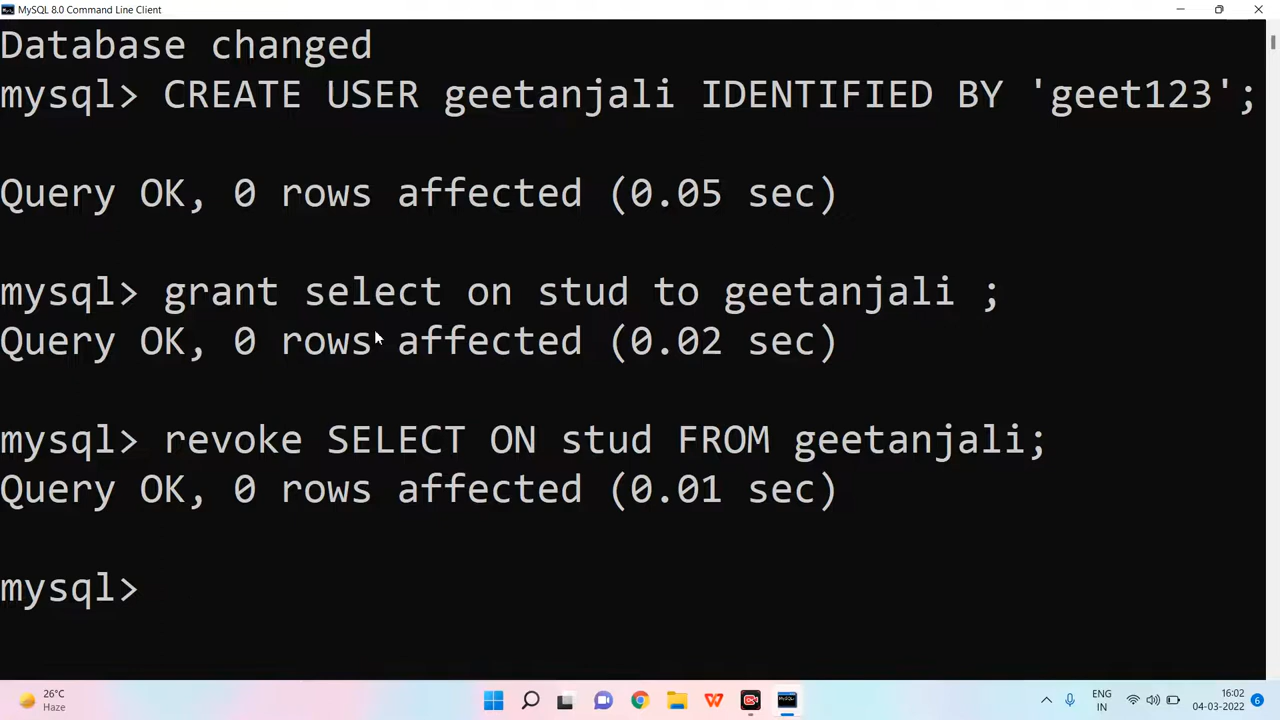 MySQL 8.0 Command Line Client
Database changed
mysql> CREATE USER geetanjali IDENTIFIED BY 'geet123';
Query OK, 0 rows affected (0.05 sec)
mysql> grant select on stud to geetanjali ;
Query OK, 0 rows affected (0.02 sec)
mysql> revoke SELECT ON stud FROM geetanjali;
Query OK, 0 rows affected (0.01 sec)
mysql>
26°C
Haze
W
MySQL
ENG
IN
16:02
04-03-2022
6